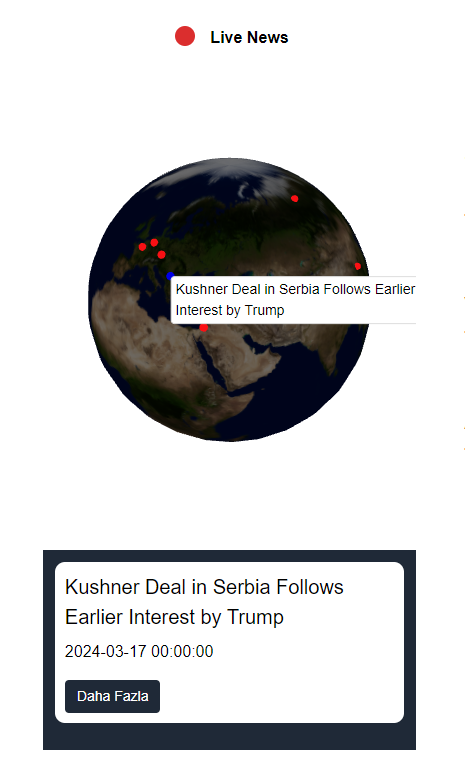 Live News
Kushner Deal in Serbia Follows Earlier
Interest by Trump
Kushner Deal in Serbia Follows
Earlier Interest by Trump
2024-03-17 00:00:00
Daha Fazla